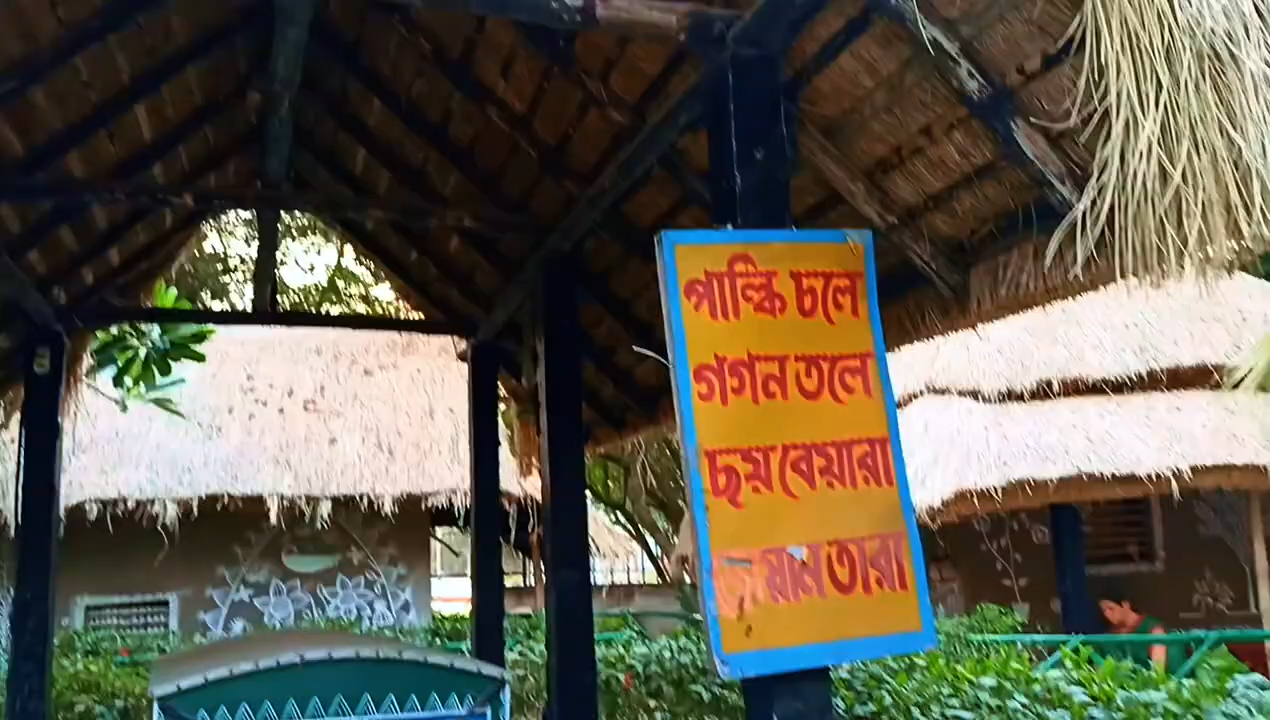 পাল্কি চলে
গগন তলে
ছয় বেয়ারা
জোয়ান তারা